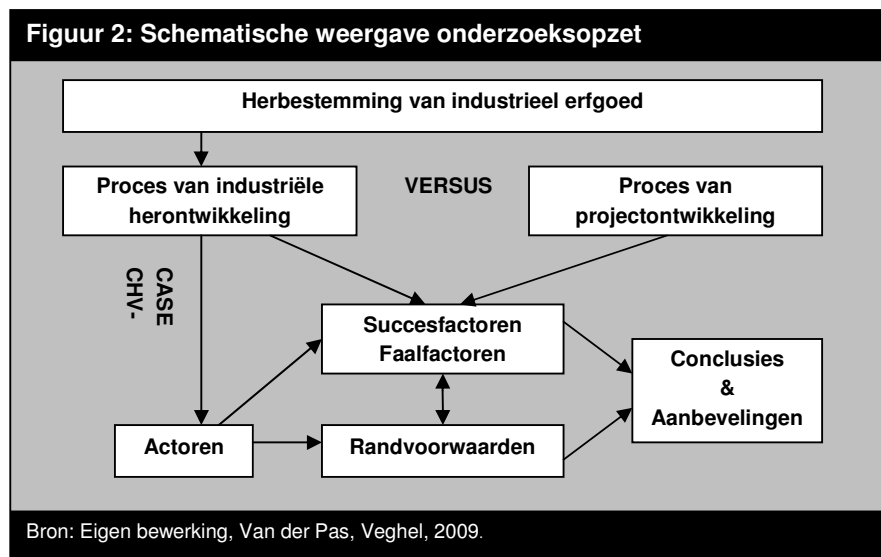 Figuur 2: Schematische weergave onderzoeksopzet
Herbestemming van industrieel erfgoed
Proces van industriële
herontwikkeling
VERSUS
Proces van
projectontwikkeling
CHV-
CASE
Succesfactoren
Faalfactoren
Conclusies
&
Aanbevelingen
Actoren
Randvoorwaarden
Bron: Eigen bewerking, Van der Pas, Veghel, 2009.